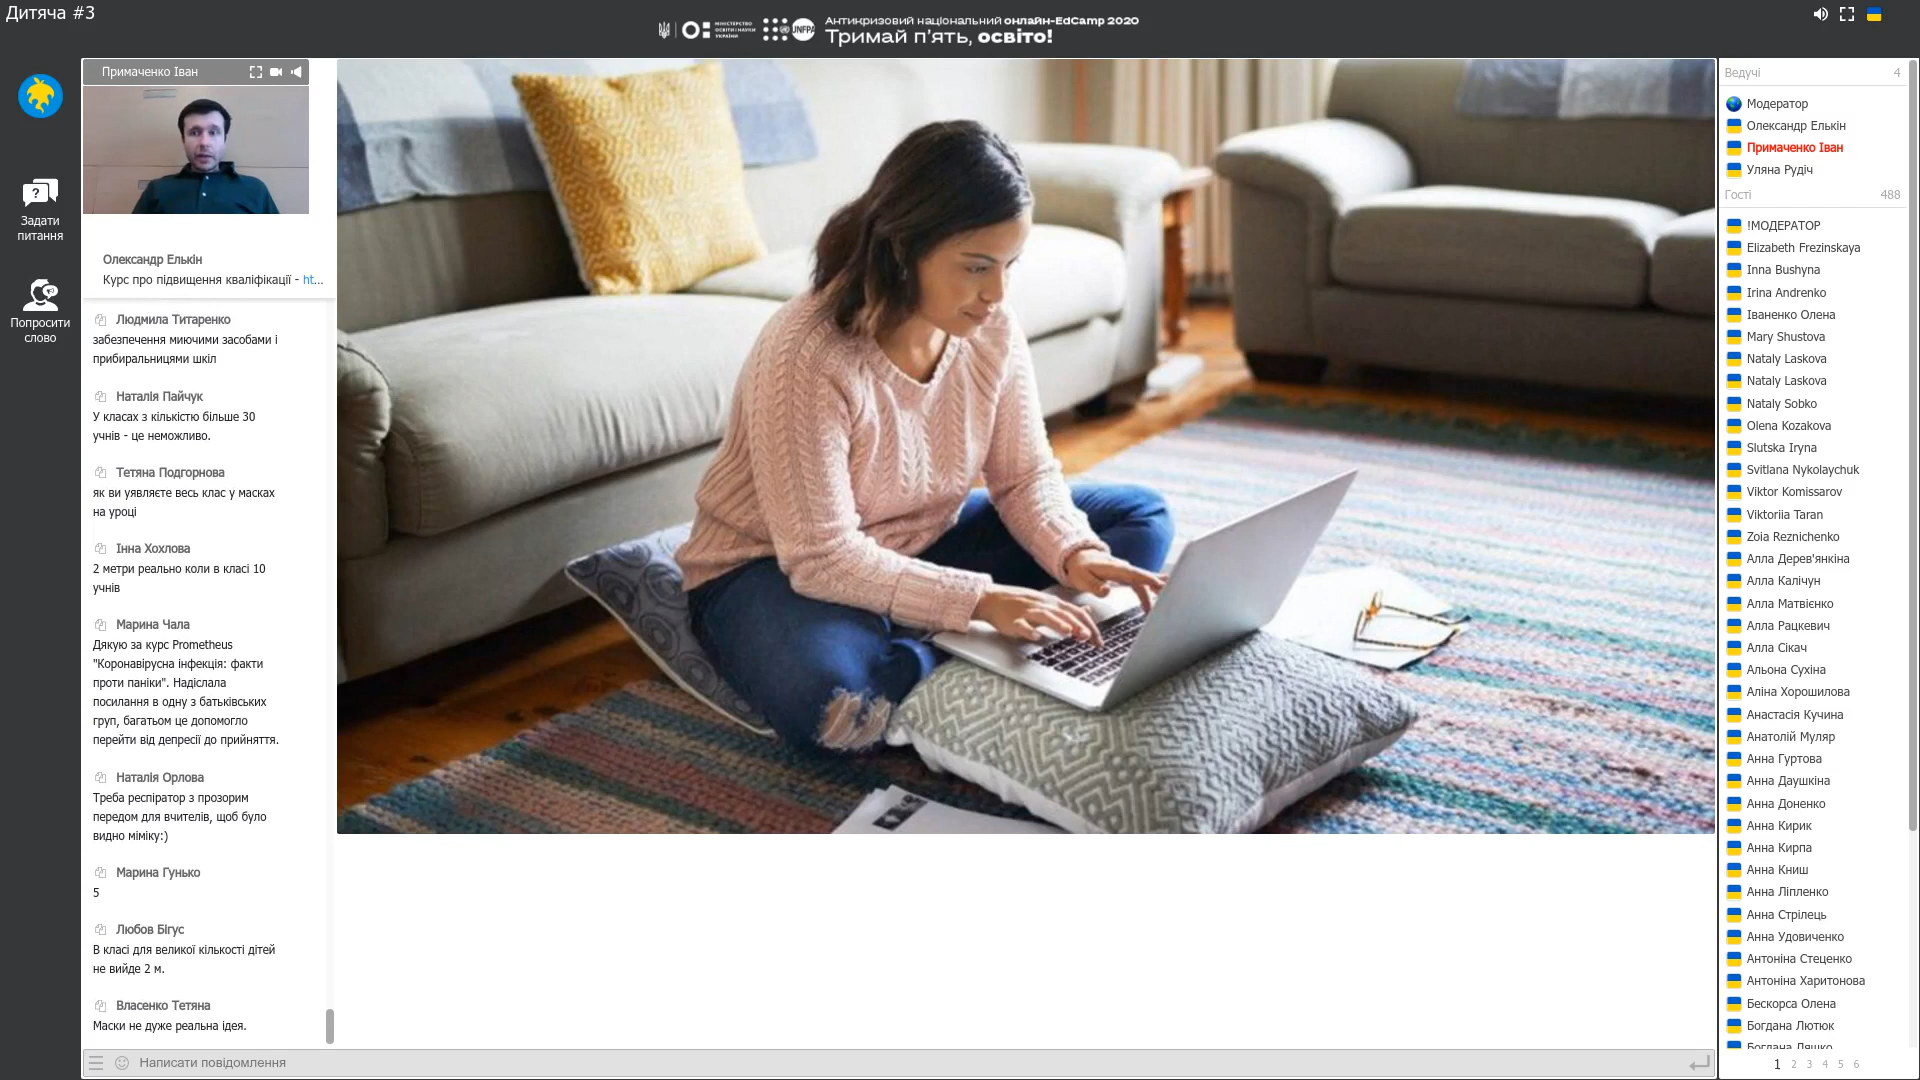 Дитяча #3
МІНІСТЕРСТВО
ОСВІТИ І НАУКИ
УКРАЇНИ
UNFPA
Антикризовий національний онлайн-EdCamp 2020
Тримай п'ять, освіто!
Задати
питання
Попросити
слово
Примаченко Іван
Олександр Елькін
Курс про підвищення кваліфікації - ht...
Людмила Титаренко
забезпечення миючими засобами і
прибиральницями шкіл
Наталія Пайчук
У класах з кількістю більше 30
учнів - це неможливо.
Тетяна Подгорнова
як ви уявляєте весь клас у масках
на уроці
Інна Хохлова
2 метри реально коли в класі 10
учнів
Марина Чала
Дякую за курс Prometheus
"Коронавірусна інфекція: факти
проти паніки". Надіслала
посилання в одну з батьківських
груп, багатьом це допомогло
перейти від депресії до прийняття.
Наталія Орлова
Треба респіратор з прозорим
передом для вчителів, щоб було
видно міміку:)
Марина Гунько
5
Любов Бігус
В класі для великої кількості дітей
не вийде 2 м.
Власенко Тетяна
Маски не дуже реальна ідея.
Написати повідомлення
Ведучі 4
Модератор
Олександр Елькін
Примаченко Іван
Уляна Рудіч
Гості 488
!МОДЕРАТОР
Elizabeth Frezinskaya
Inna Bushyna
Irina Andrenko
Іваненко Олена
Mary Shustova
Nataly Laskova
Nataly Laskova
Nataly Sobko
Olena Kozakova
Slutska Iryna
Svitlana Nykolaychuk
Viktor Komissarov
Viktoriia Taran
Zoia Reznichenko
Алла Дерев'янкіна
Алла Калічун
Алла Матвієнко
Алла Рацкевич
Алла Сікач
Альона Сухіна
Аліна Хорошилова
Анастасія Кучина
Анатолій Муляр
Анна Гуртова
Анна Даушкіна
Анна Доненко
Анна Кирик
Анна Кирпа
Анна Книш
Анна Ліпленко
Анна Стрілець
Анна Удовиченко
Антоніна Стеценко
Антоніна Харитонова
Бескорса Олена
Богдана Лютюк
Богдана Ляшко
1 2 3 4 5 6